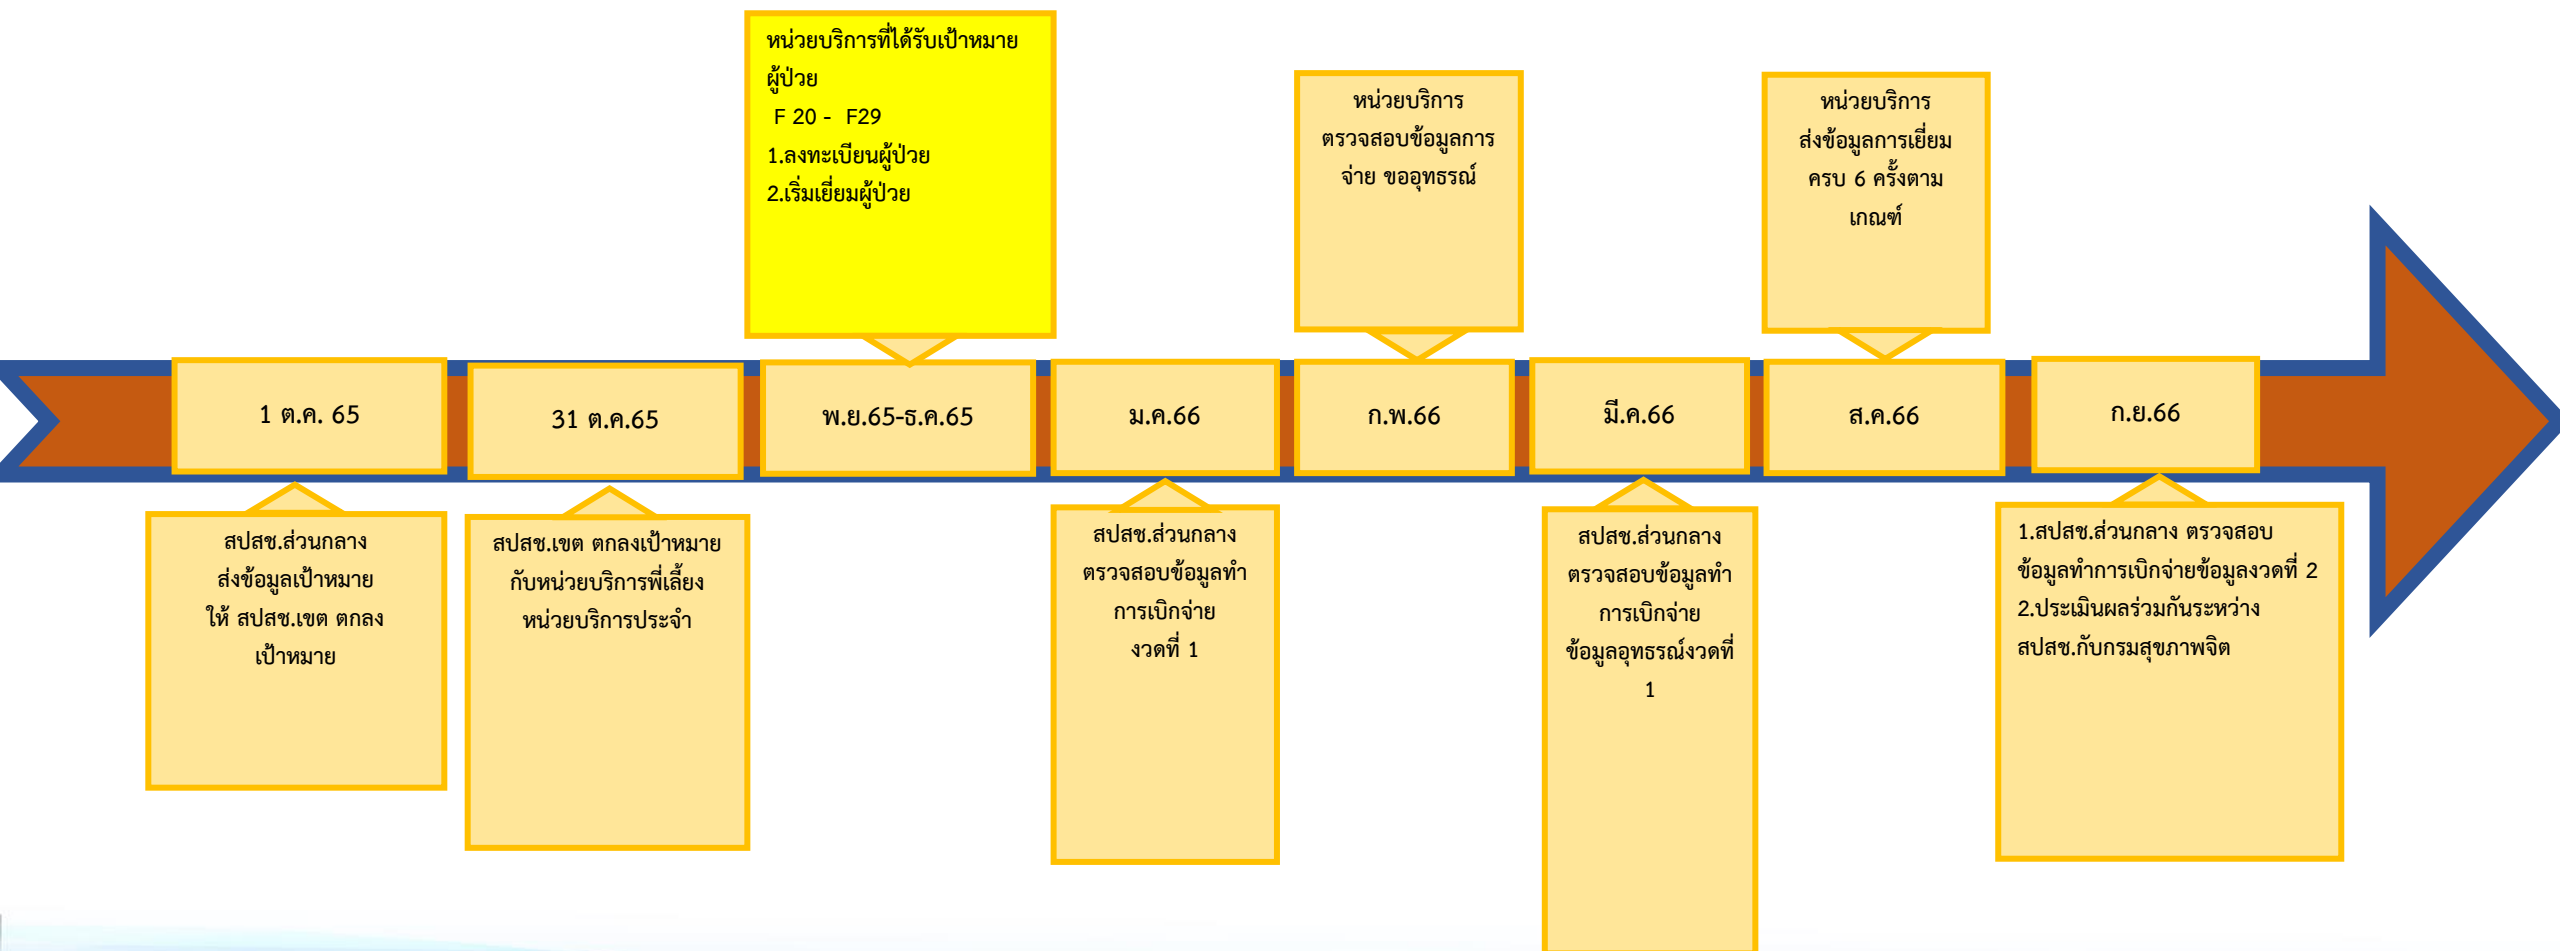 หน่วยบริการที่ได้รับเป้าหมาย
ผู้ป่วย
F 20 - F29
1.ลงทะเบียนผู้ป่วย
2.เริ่มเยี่ยมผู้ป่วย
หน่วยบริการ
ตรวจสอบข้อมูลการ
จ่าย ขออุทธรณ์
หน่วยบริการ
ส่งข้อมูลการเยี่ยม
ครบ 6 ครั้งตาม
เกณฑ์
1 ต.ค. 65
31 ต.ค.65
พ.ย.65-ธ.ค.65
ม.ค.66
ก.พ.66
มี.ค.66
ส.ค.66
ก.ย.66
สปสช.ส่วนกลาง
ส่งข้อมูลเป้าหมาย
ให้ สปสช.เขต ตกลง
เป้าหมาย
สปสช.เขต ตกลงเป้าหมาย
กับหน่วยบริการพี่เลี้ยง
หน่วยบริการประจำ
สปสช.ส่วนกลาง
ตรวจสอบข้อมูลทำ
การเบิกจ่าย
งวดที่ 1
สปสช.ส่วนกลาง
ตรวจสอบข้อมูลทำ
การเบิกจ่าย
ข้อมูลอุทธรณ์งวดที่
1
1.สปสช.ส่วนกลาง ตรวจสอบ
ข้อมูลทำการเบิกจ่ายข้อมูลงวดที่ 2
2.ประเมินผลร่วมกันระหว่าง
สปสช.กับกรมสุขภาพจิต